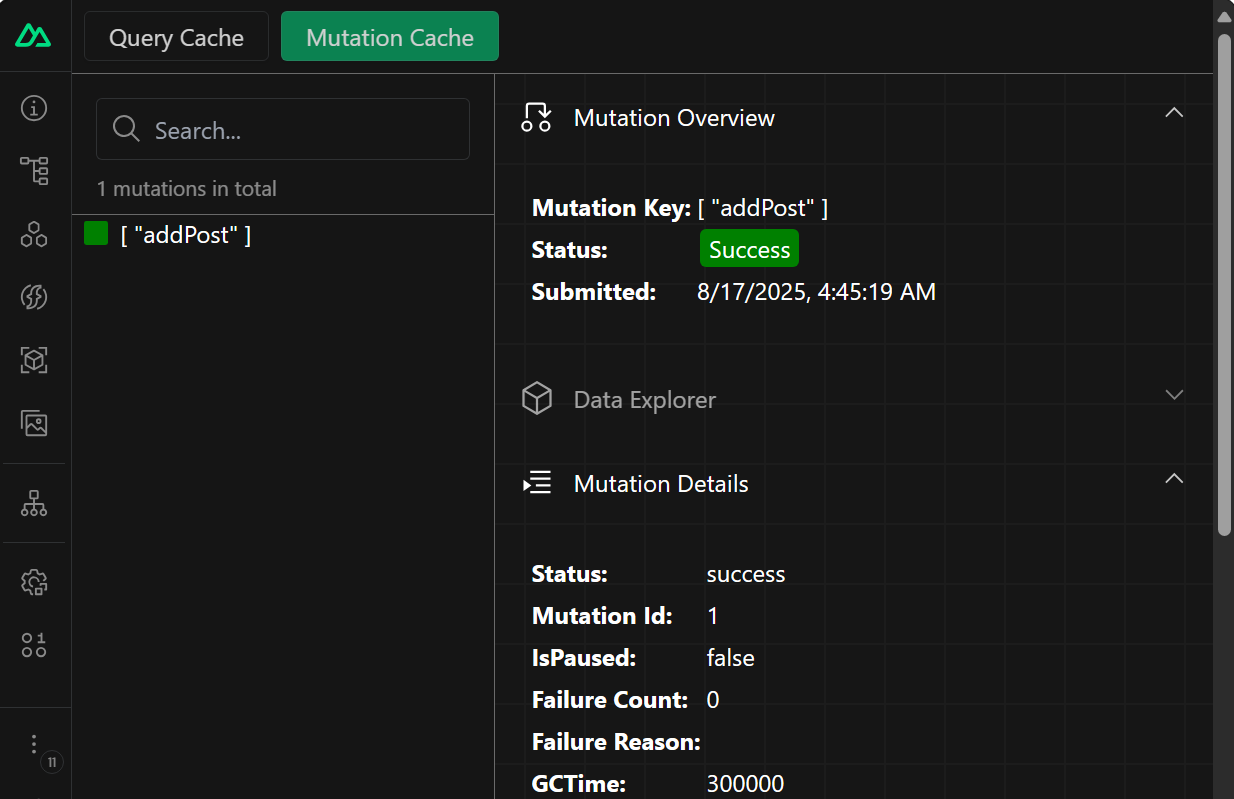 Query Cache
Mutation Cache
Search...
1 mutations in total
[ "addPost" ]
Mutation Overview
Mutation Key: [ "addPost" ]
Status: Success
Submitted: 8/17/2025, 4:45:19 AM
Data Explorer
Mutation Details
Status: success
Mutation Id: 1
IsPaused: false
Failure Count: 0
Failure Reason:
GCTime: 300000
11